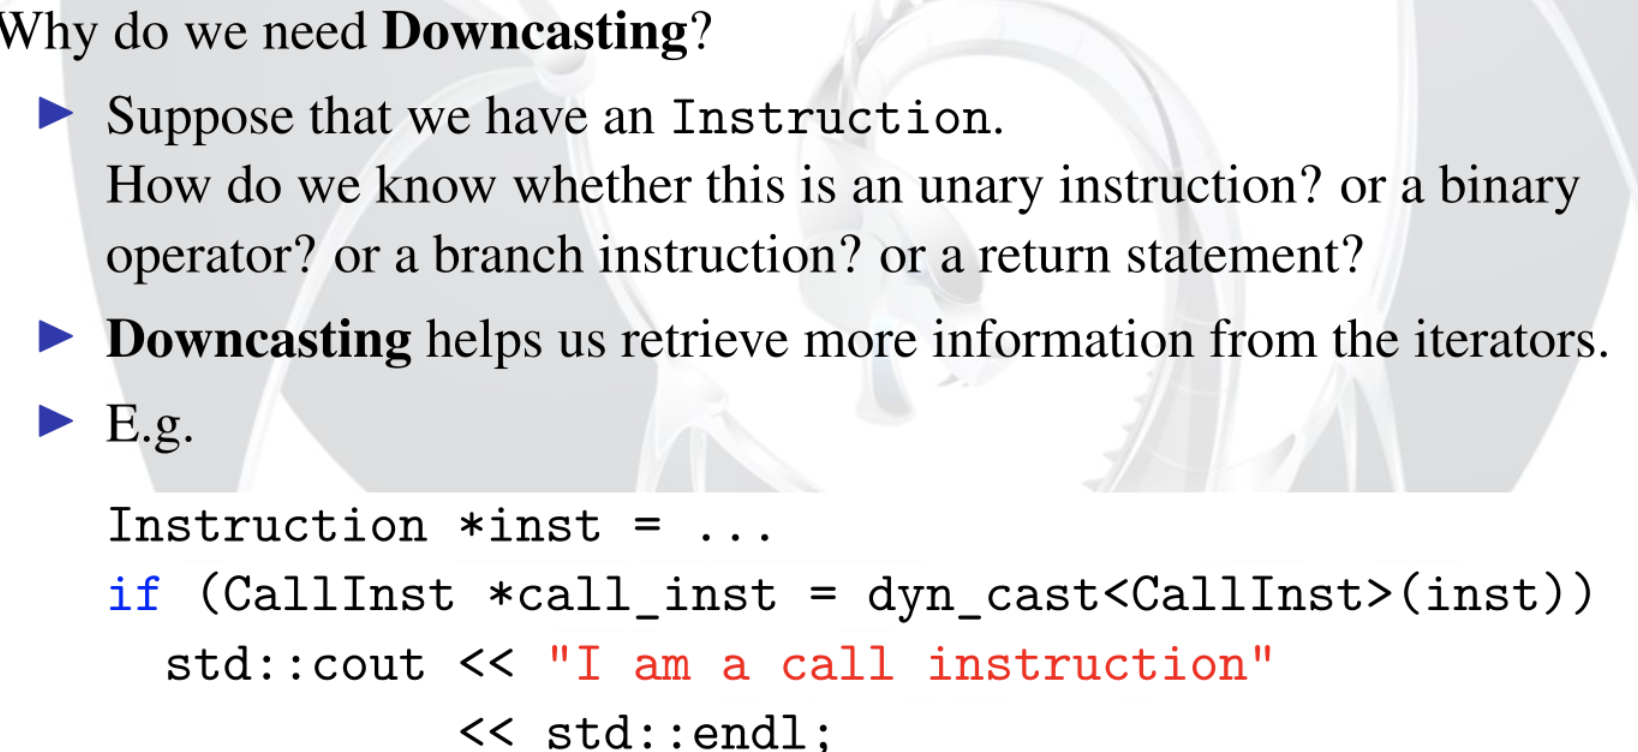 Why do we need Downcasting?
Suppose that we have an Instruction.
How do we know whether this is an unary instruction? or a binary
operator? or a branch instruction? or a return statement?
Downcasting helps us retrieve more information from the iterators.
E.g.
Instruction *inst = ...
if (CallInst *call_inst = dyn_cast<CallInst>(inst))
std::cout << "I am a call instruction"
<< std::endl;